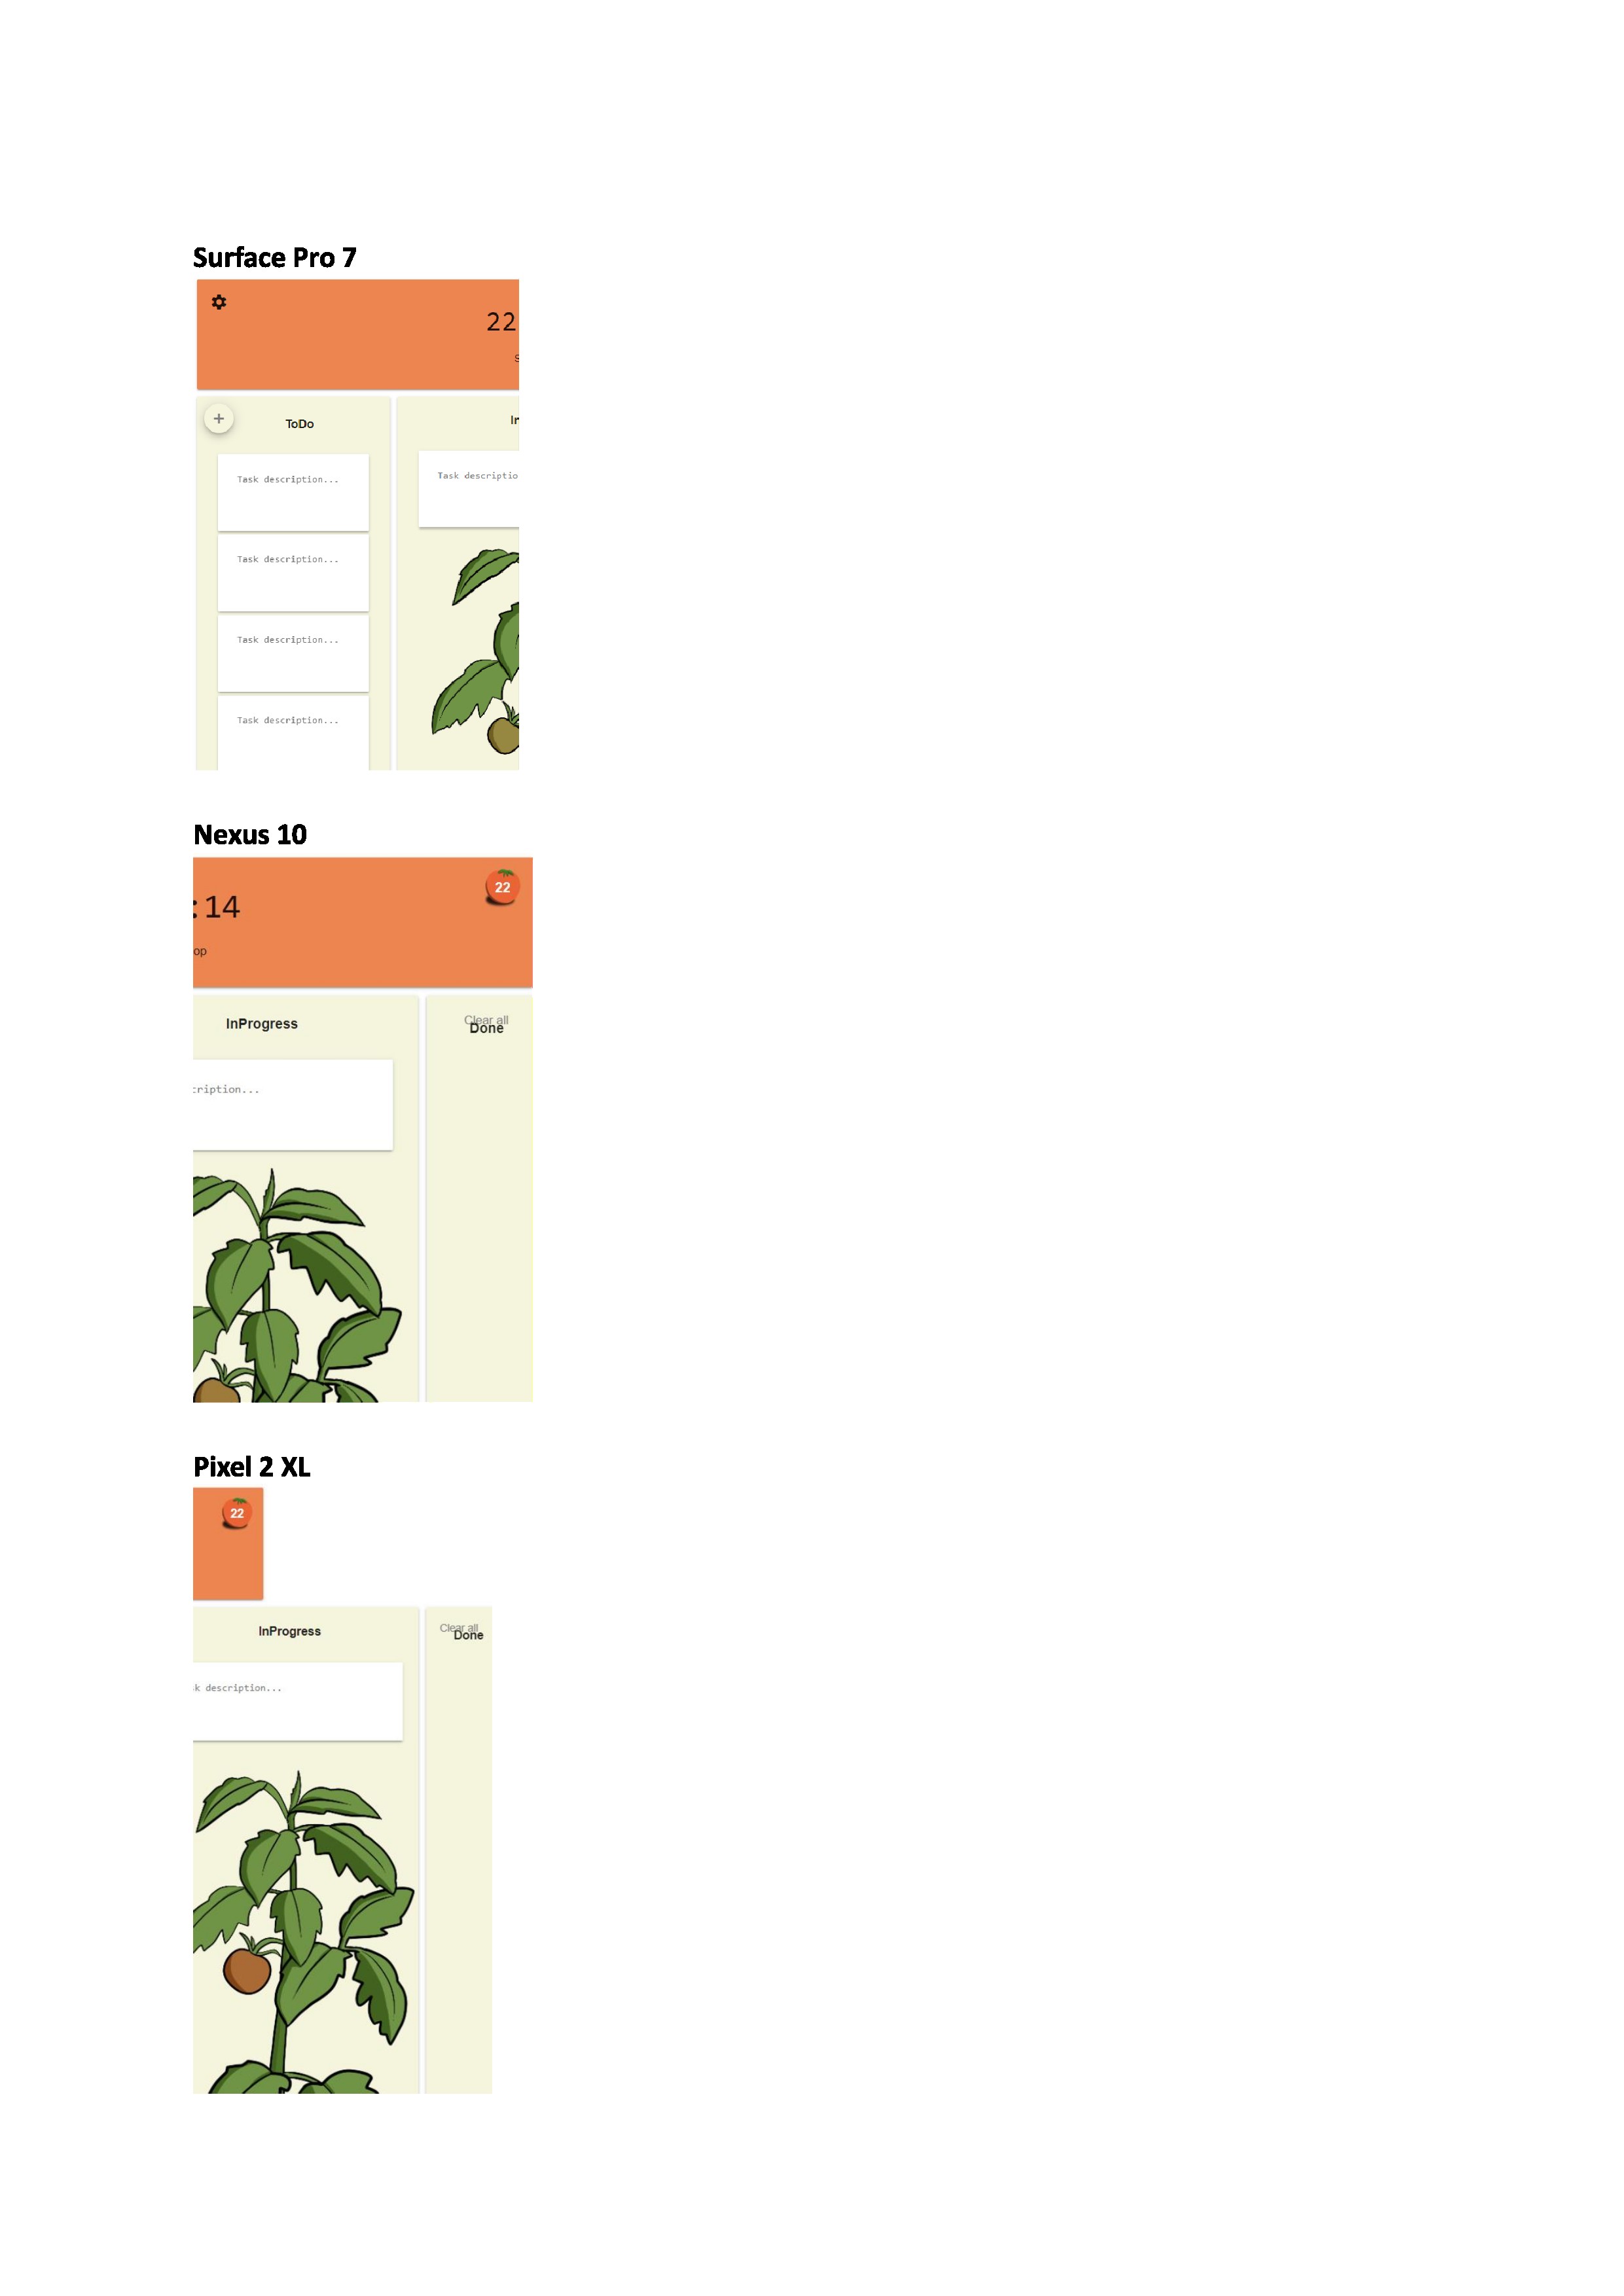 Surface Pro 7
22
s
ToDo
In
Task description...
Task descriptio
Task description...
Task description...
Task description...
Nexus 10
22
:14
op
InProgress
Clear all
Done
cription...
Pixel 2 XL
22
InProgress
Clear all
Done
k description...